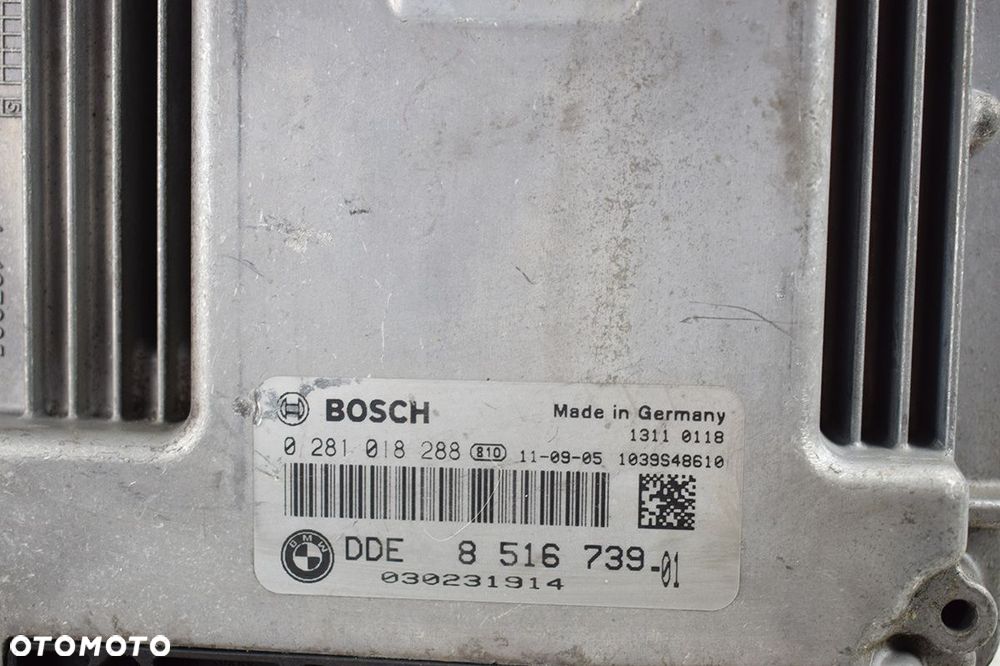 BOSCH
Made in Germany
1311 0118
0 281 018 288 810 11-09-05 1039S48610
BMW
DDE 8 516 739-01
030231914
OTOMOTO